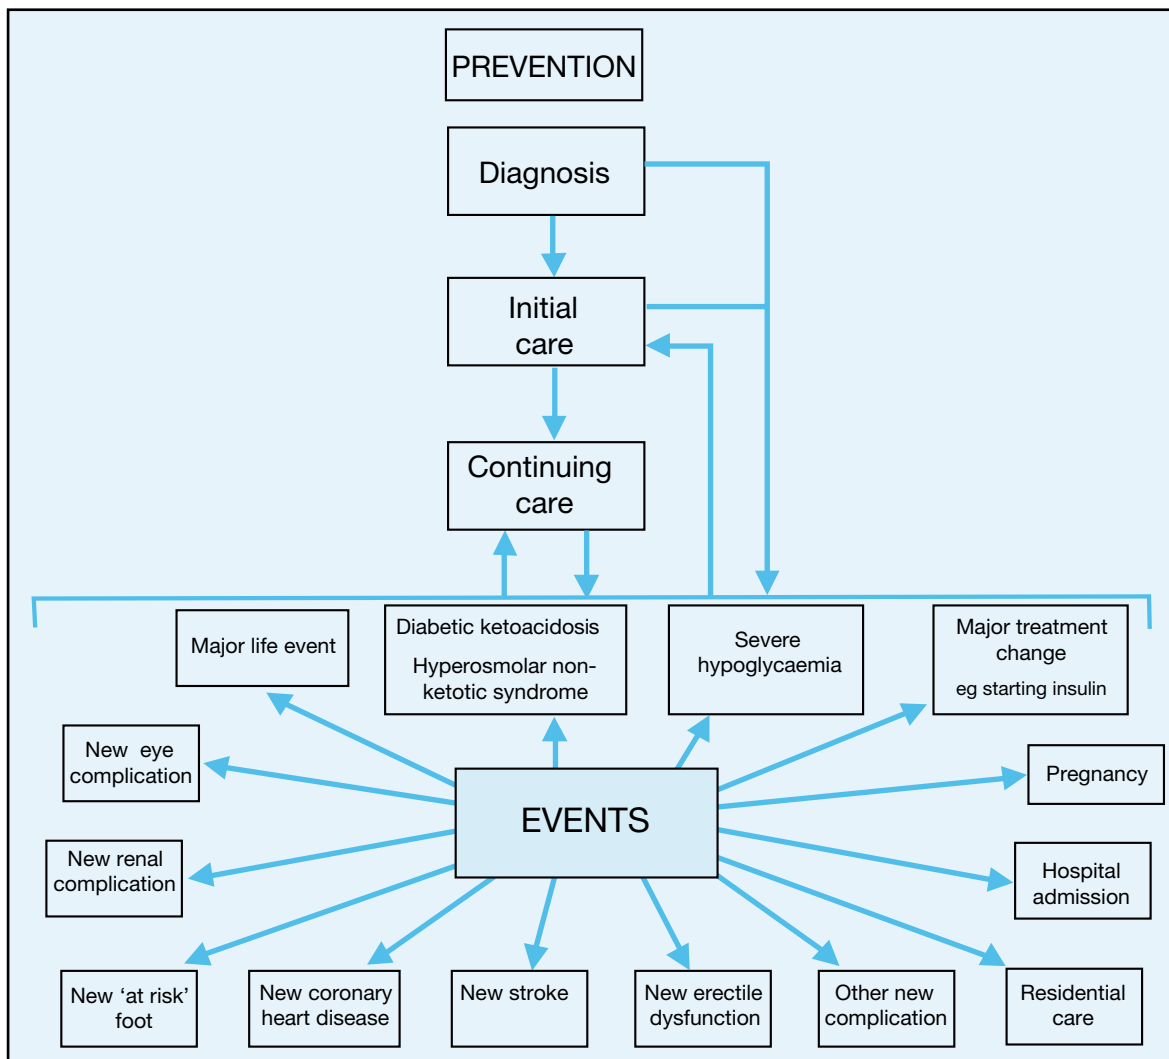 PREVENTION
Diagnosis
Initial
care
Continuing
care
Major life event
Diabetic ketoacidosis
Hyperosmolar non-
ketotic syndrome
Severe
hypoglycaemia
Major treatment
change
eg starting insulin
New eye
complication
Pregnancy
EVENTS
New renal
complication
Hospital
admission
New ‘at risk’
foot
New coronary
heart disease
New stroke
New erectile
dysfunction
Other new
complication
Residential
care